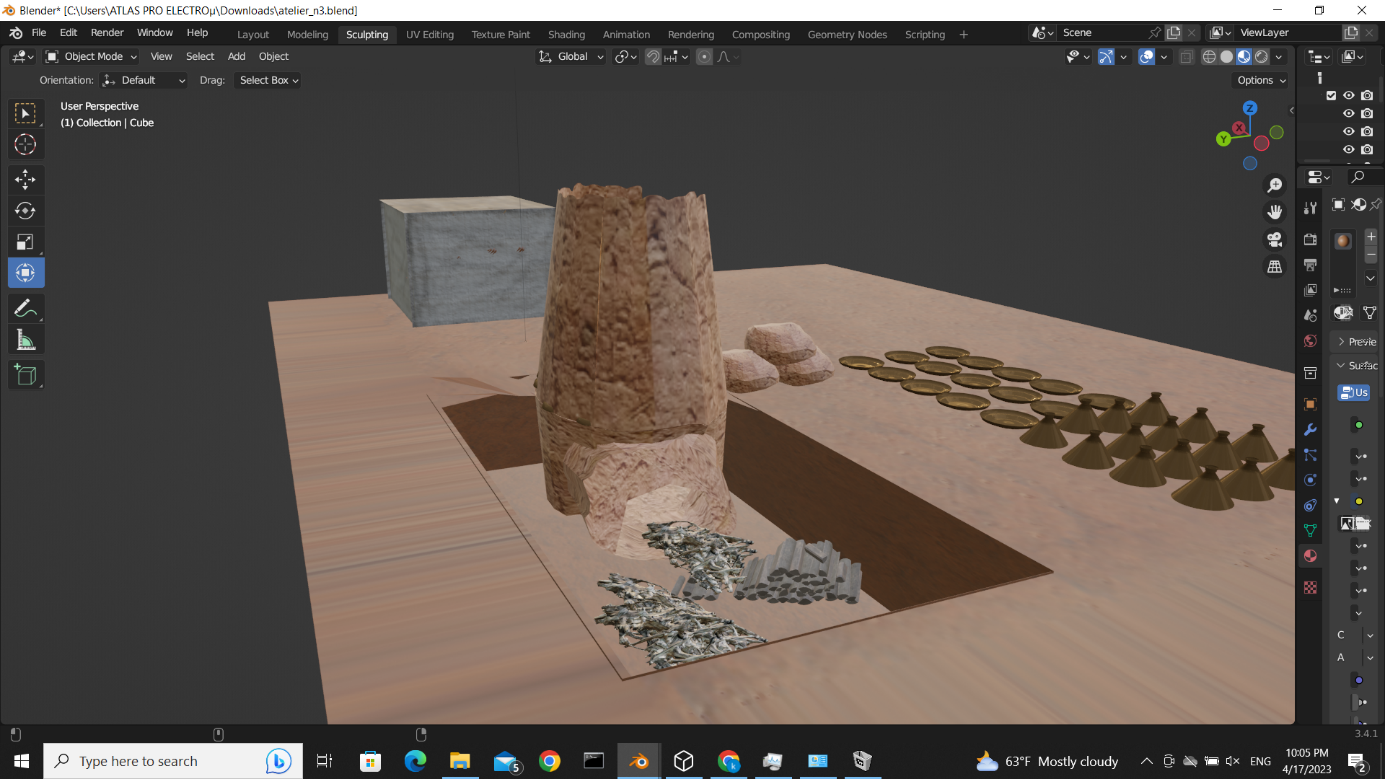 Blender* [C:\Users\ATLAS PRO ELECTROµ\Downloads\atelier_n3.blend]
File Edit Render Window Help Layout Modeling Sculpting UV Editing Texture Paint Shading Animation Rendering Compositing Geometry Nodes Scripting + Scene ViewLayer
Object Mode View Select Add Object Global
Orientation: Default Drag: Select Box Options
User Perspective
(1) Collection | Cube
Z
X
Y
Previe
Surfac
Us
C
A
3.4.1
Type here to search 5 63°F Mostly cloudy ENG 10:05 PM
4/17/2023 2